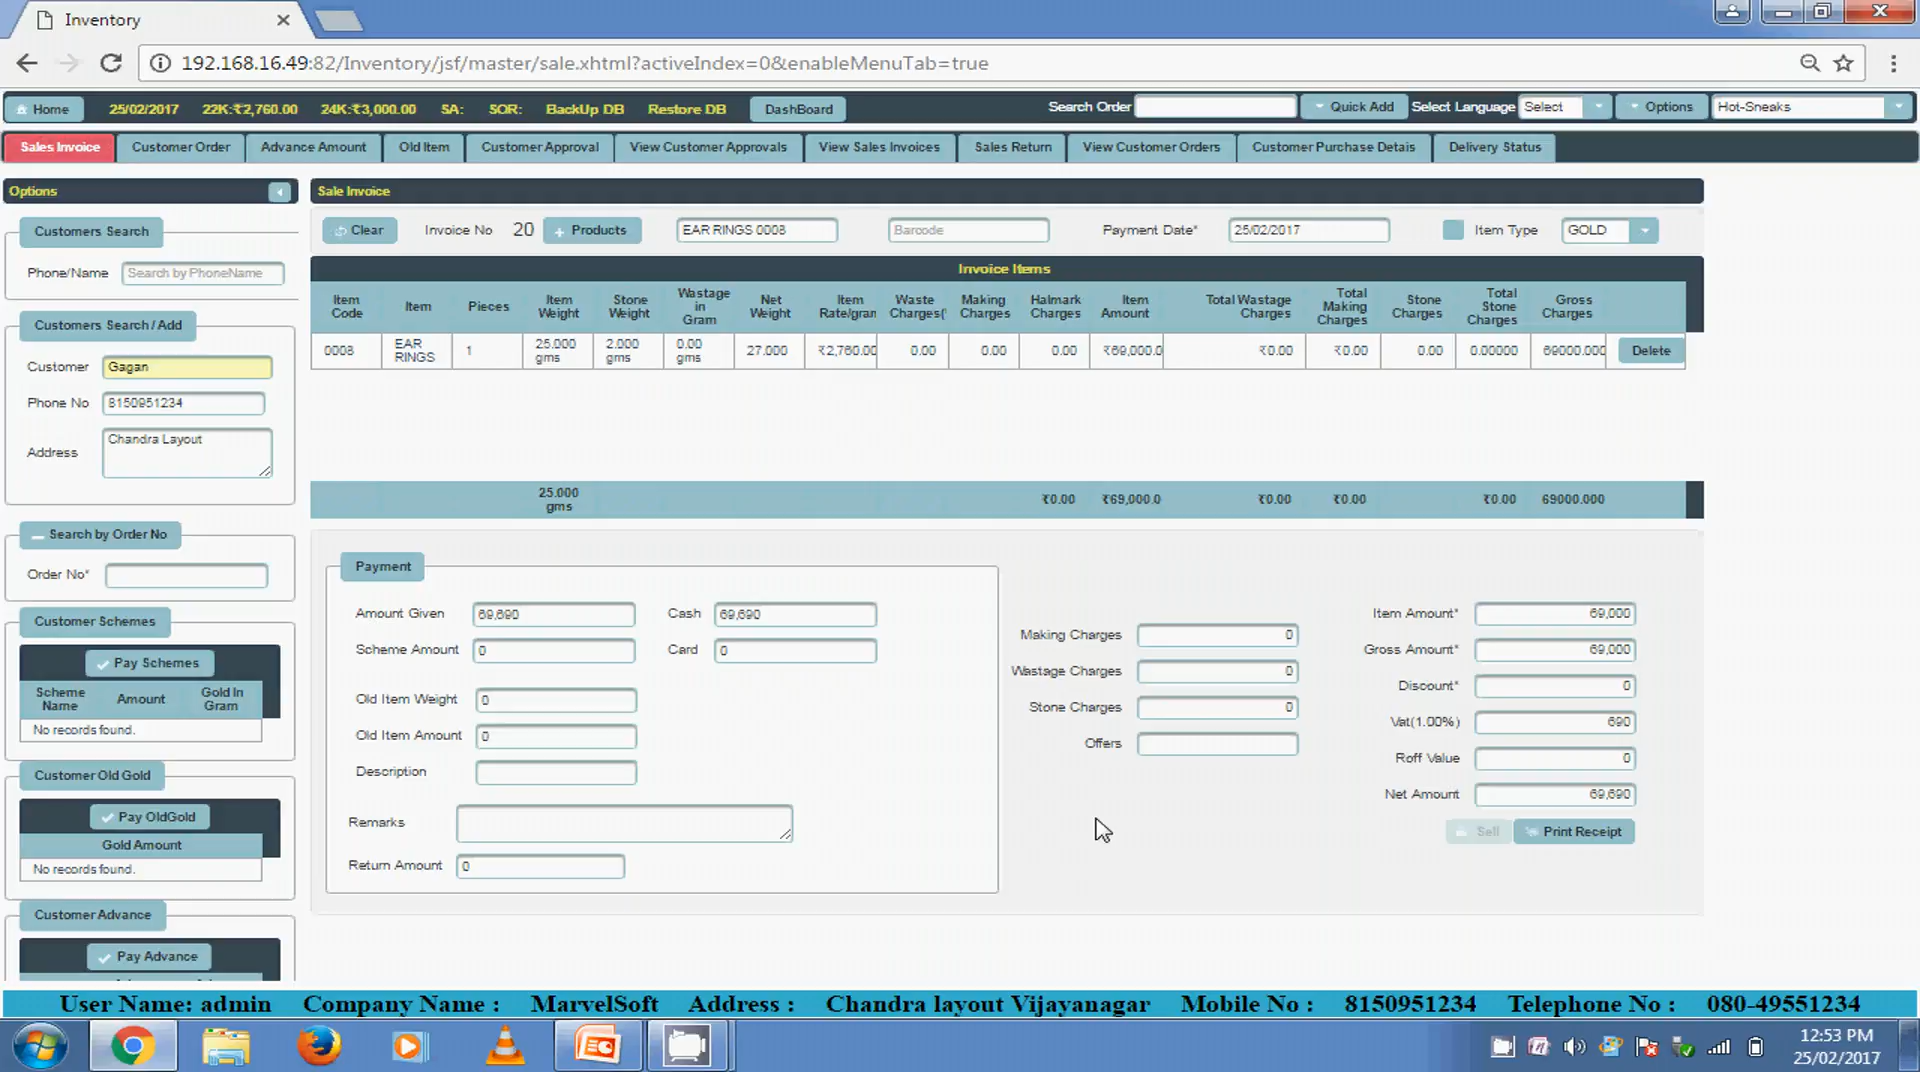 Inventory
192.168.16.49:82/Inventory/jsf/master/sale.xhtml?activeIndex=0&enableMenuTab=true
Home 25/02/2017 22K:₹2,760.00 24K:₹3,000.00 SA: SOR: BackUp DB Restore DB DashBoard Search Order Quick Add Select Language Select Options Hot-Sneaks
Sales Invoice Customer Order Advance Amount Old Item Customer Approval View Customer Approvals View Sales Invoices Sales Return View Customer Orders Customer Purchase Detais Delivery Status
Options
Customers Search
Phone/Name Search by PhoneName
Customers Search / Add
Customer Gagan
Phone No 8150951234
Address Chandra Layout
Search by Order No
Order No*
Customer Schemes
Pay Schemes
Scheme Name Amount Gold In Gram
No records found.
Customer Old Gold
Pay OldGold
Gold Amount
No records found.
Customer Advance
Pay Advance
Sale Invoice
Clear Invoice No 20 Products EAR RINGS 0008 Barcode Payment Date* 25/02/2017 Item Type GOLD
Invoice Items
Item Code Item Pieces Item Weight Stone Weight Wastage in Gram Net Weight Item Rate/gran Waste Charges(' Making Charges Halmark Charges Item Amount Total Wastage Charges Total Making Charges Stone Charges Total Stone Charges Gross Charges
0008 EAR RINGS 1 25.000 gms 2.000 gms 0.00 gms 27.000 ₹2,760.00 0.00 0.00 0.00 ₹69,000.0 ₹0.00 ₹0.00 0.00 0.00000 69000.000 Delete
25.000 gms ₹0.00 ₹69,000.0 ₹0.00 ₹0.00 ₹0.00 69000.000
Payment
Amount Given 69,690 Cash 69,690
Scheme Amount 0 Card 0
Old Item Weight 0
Old Item Amount 0
Description
Remarks
Return Amount 0
Making Charges 0
Wastage Charges 0
Stone Charges 0
Offers
Item Amount* 69,000
Gross Amount* 69,000
Discount* 0
Vat(1.00%) 690
Roff Value 0
Net Amount 69,690
Sell Print Receipt
User Name: admin Company Name : MarvelSoft Address : Chandra layout Vijayanagar Mobile No : 8150951234 Telephone No : 080-49551234
12:53 PM
25/02/2017